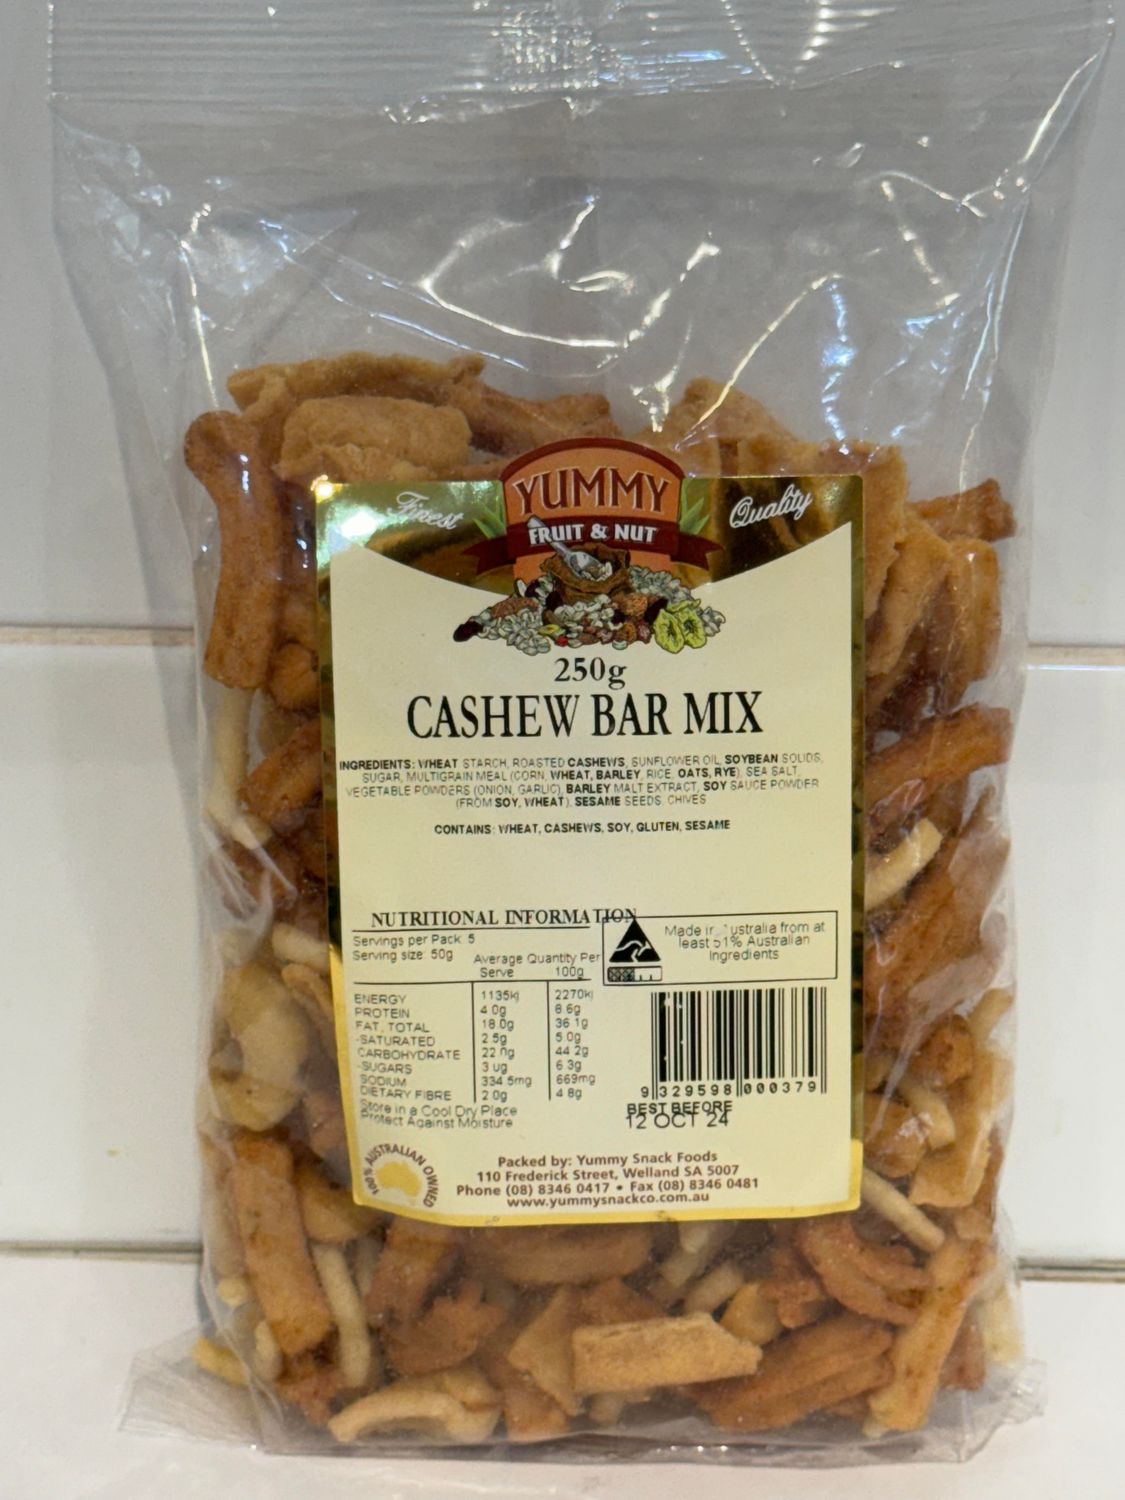 Finest
YUMMY
Quality
FRUIT & NUT
250g
CASHEW BAR MIX
INGREDIENTS: WHEAT STARCH, ROASTED CASHEWS, SUNFLOWER OIL, SOYBEAN SOLIDS,
SUGAR, MULTIGRAIN MEAL (CORN, WHEAT, BARLEY, RICE, OATS, RYE), SEA SALT,
VEGETABLE POWDERS (ONION, GARLIC), BARLEY MALT EXTRACT, SOY SAUCE POWDER
(FROM SOY, WHEAT), SESAME SEEDS, CHIVES
CONTAINS: WHEAT, CASHEWS, SOY, GLUTEN, SESAME
NUTRITIONAL INFORMATION
Servings per Pack: 5
Serving size: 50g
Average Quantity Per
Serve 100g
ENERGY 1135kj 2270kj
PROTEIN 4.0g 8.6g
FAT, TOTAL 18.0g 36.1g
-SATURATED 2.5g 5.0g
CARBOHYDRATE 22.0g 44.2g
-SUGARS 6.3g
SODIUM 334.5mg 669mg
DIETARY FIBRE 2.0g 4.8g
Store in a Cool Dry Place
Protect Against Moisture
Made in Australia from at
least 51% Australian
Ingredients
9 329598 000379
BEST BEFORE
12 OCT 24
100% AUSTRALIAN OWNED
Packed by: Yummy Snack Foods
110 Frederick Street, Welland SA 5007
Phone (08) 8346 0417 • Fax (08) 8346 0481
www.yummysnackco.com.au